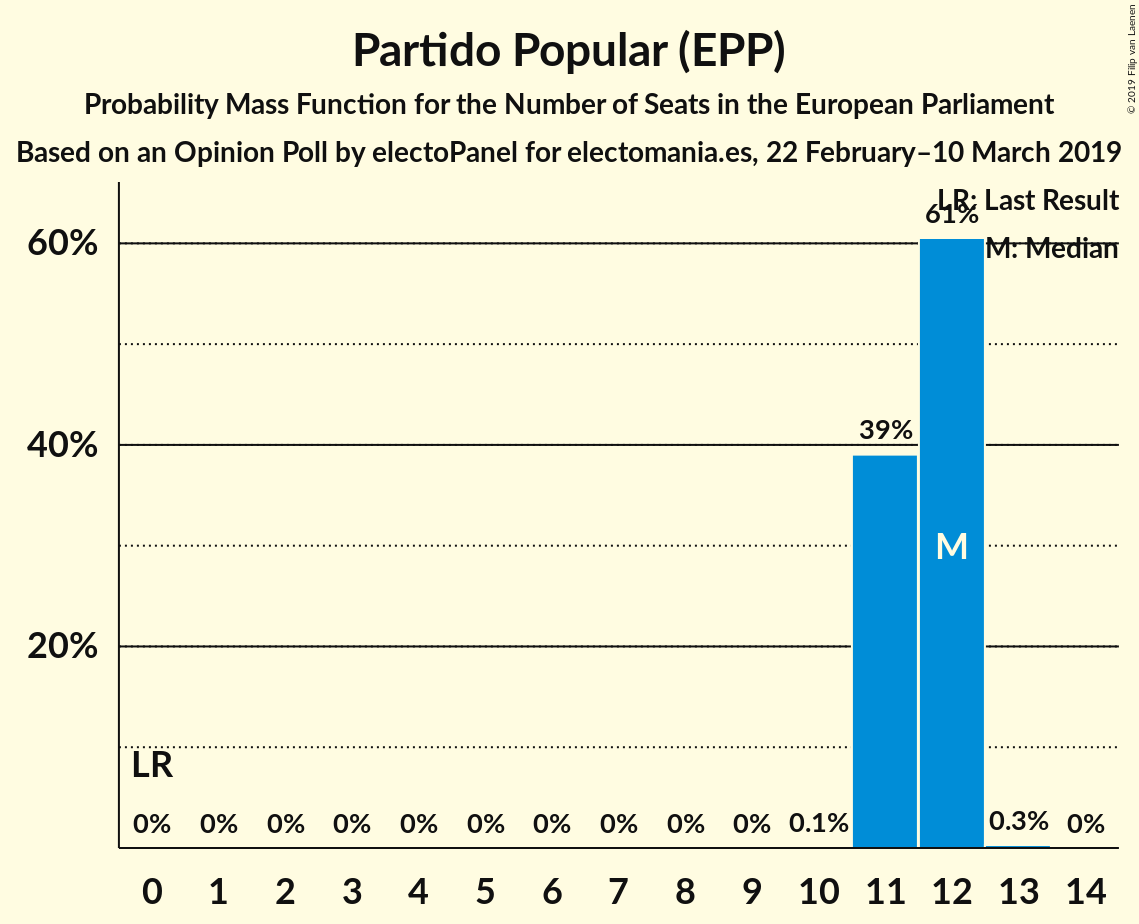 Partido Popular (EPP)
Probability Mass Function for the Number of Seats in the European Parliament
Based on an Opinion Poll by electoPanel for electomania.es, 22 February–10 March 2019
© 2019 Filip van Laenen
LR: Last Result
M: Median
61%
60%
39%
40%
M
20%
LR
0% 0% 0% 0% 0% 0% 0% 0% 0% 0% 0.1% 0.3% 0%
0 1 2 3 4 5 6 7 8 9 10 11 12 13 14